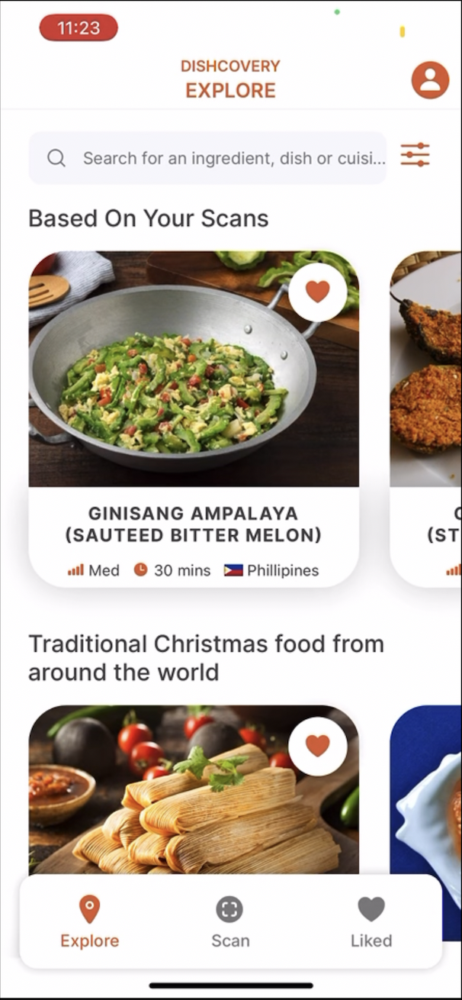 11:23
DISHCOVERY
EXPLORE
Search for an ingredient, dish or cuisi...
Based On Your Scans
GINISANG AMPALAYA
(SAUTEED BITTER MELON)
Med 30 mins Phillipines
(ST
Traditional Christmas food from
around the world
Explore Scan Liked